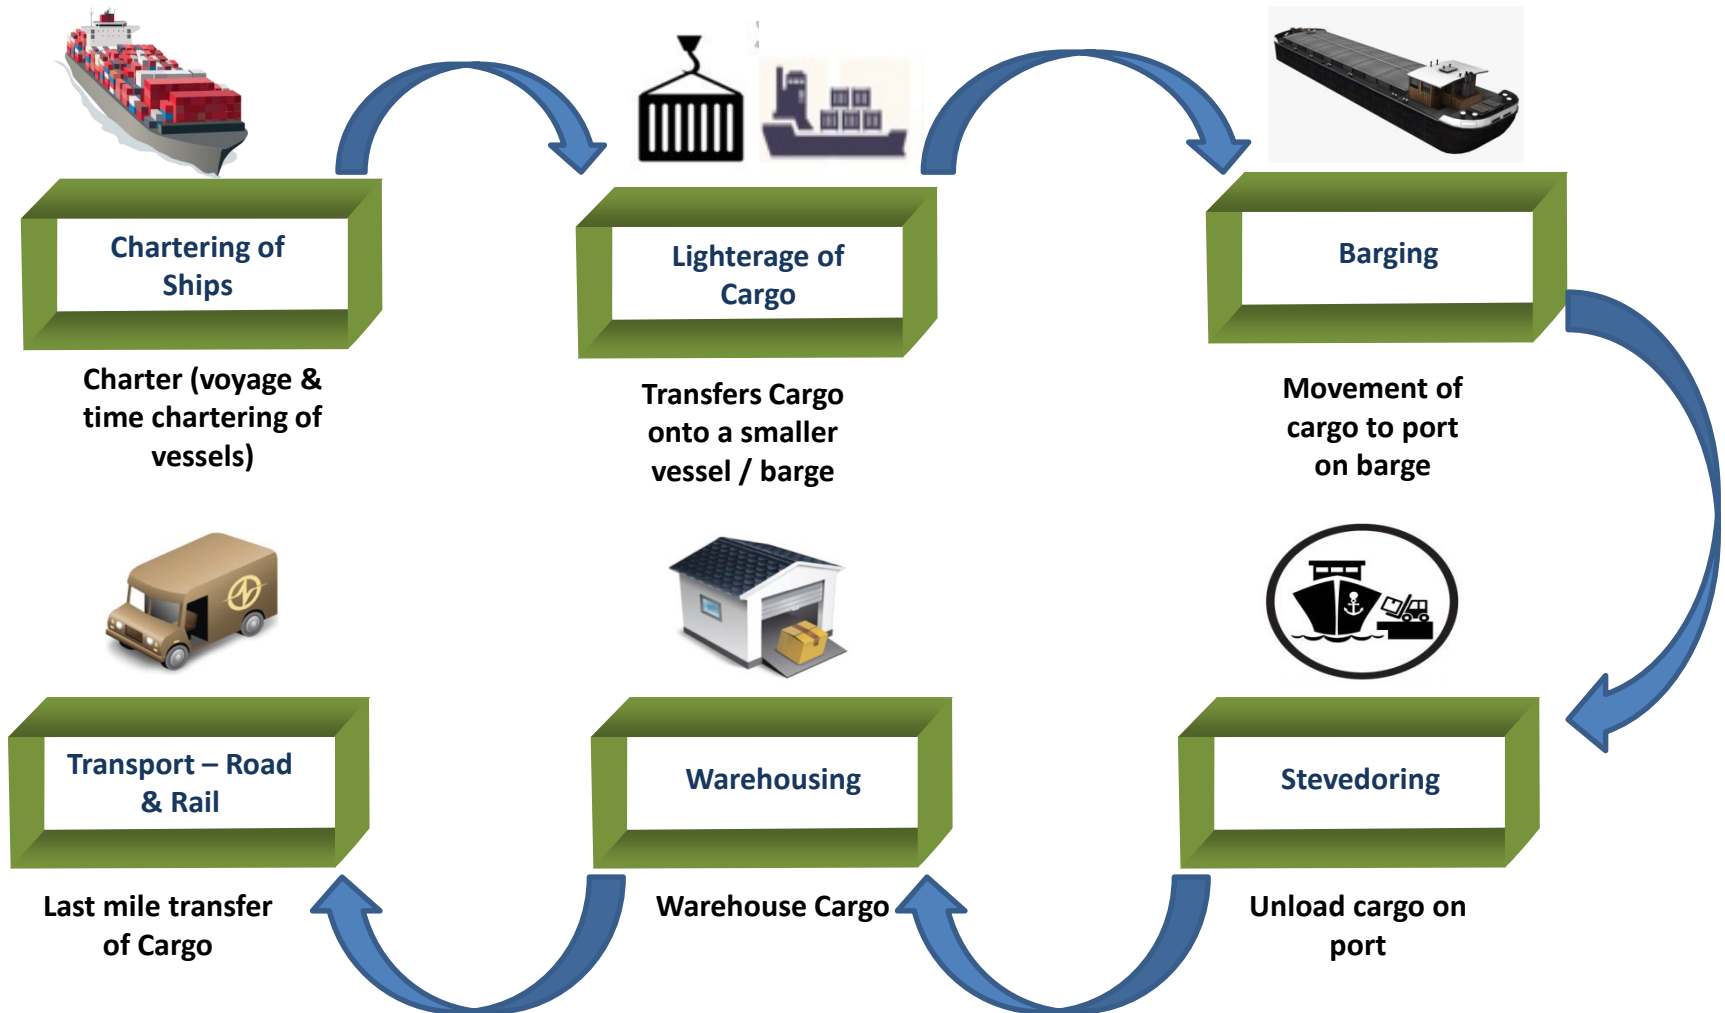 Chartering of
Ships
Charter (voyage &
time chartering of
vessels)
Lighterage of
Cargo
Transfers Cargo
onto a smaller
vessel / barge
Barging
Movement of
cargo to port
on barge
Stevedoring
Unload cargo on
port
Warehousing
Warehouse Cargo
Transport – Road
& Rail
Last mile transfer
of Cargo